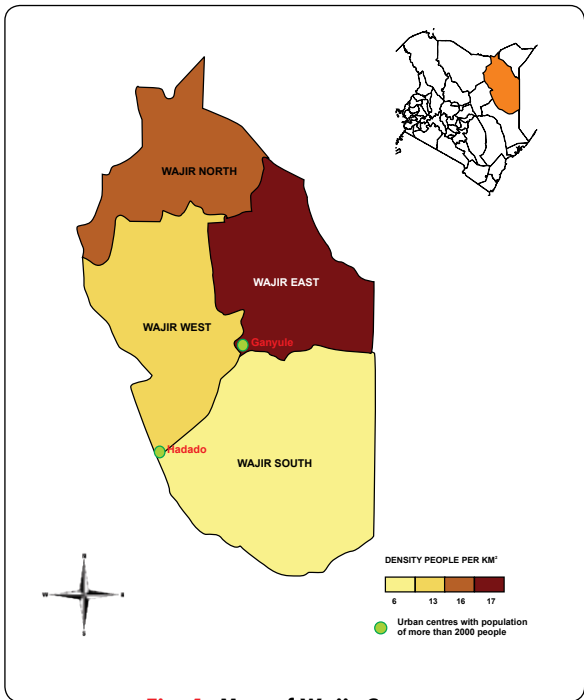 WAJIR NORTH
WAJIR EAST
WAJIR WEST
Ganyule
Hadado
WAJIR SOUTH
DENSITY PEOPLE PER KM²
6 13 16 17
Urban centres with population
of more than 2000 people